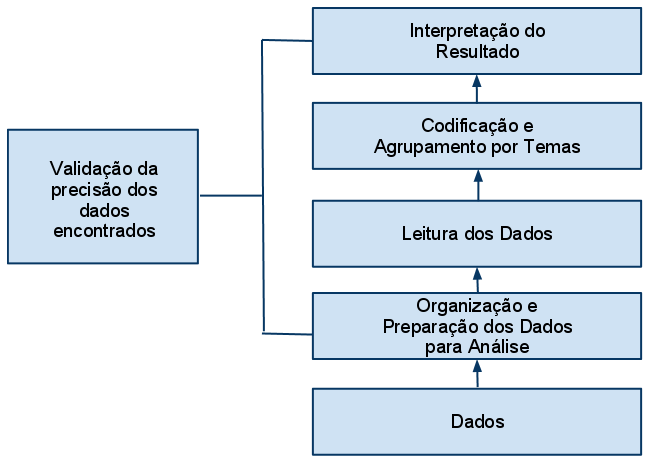 Interpretação do
Resultado
Codificação e
Agrupamento por Temas
Validação da
precisão dos
dados
encontrados
Leitura dos Dados
Organização e
Preparação dos Dados
para Análise
Dados